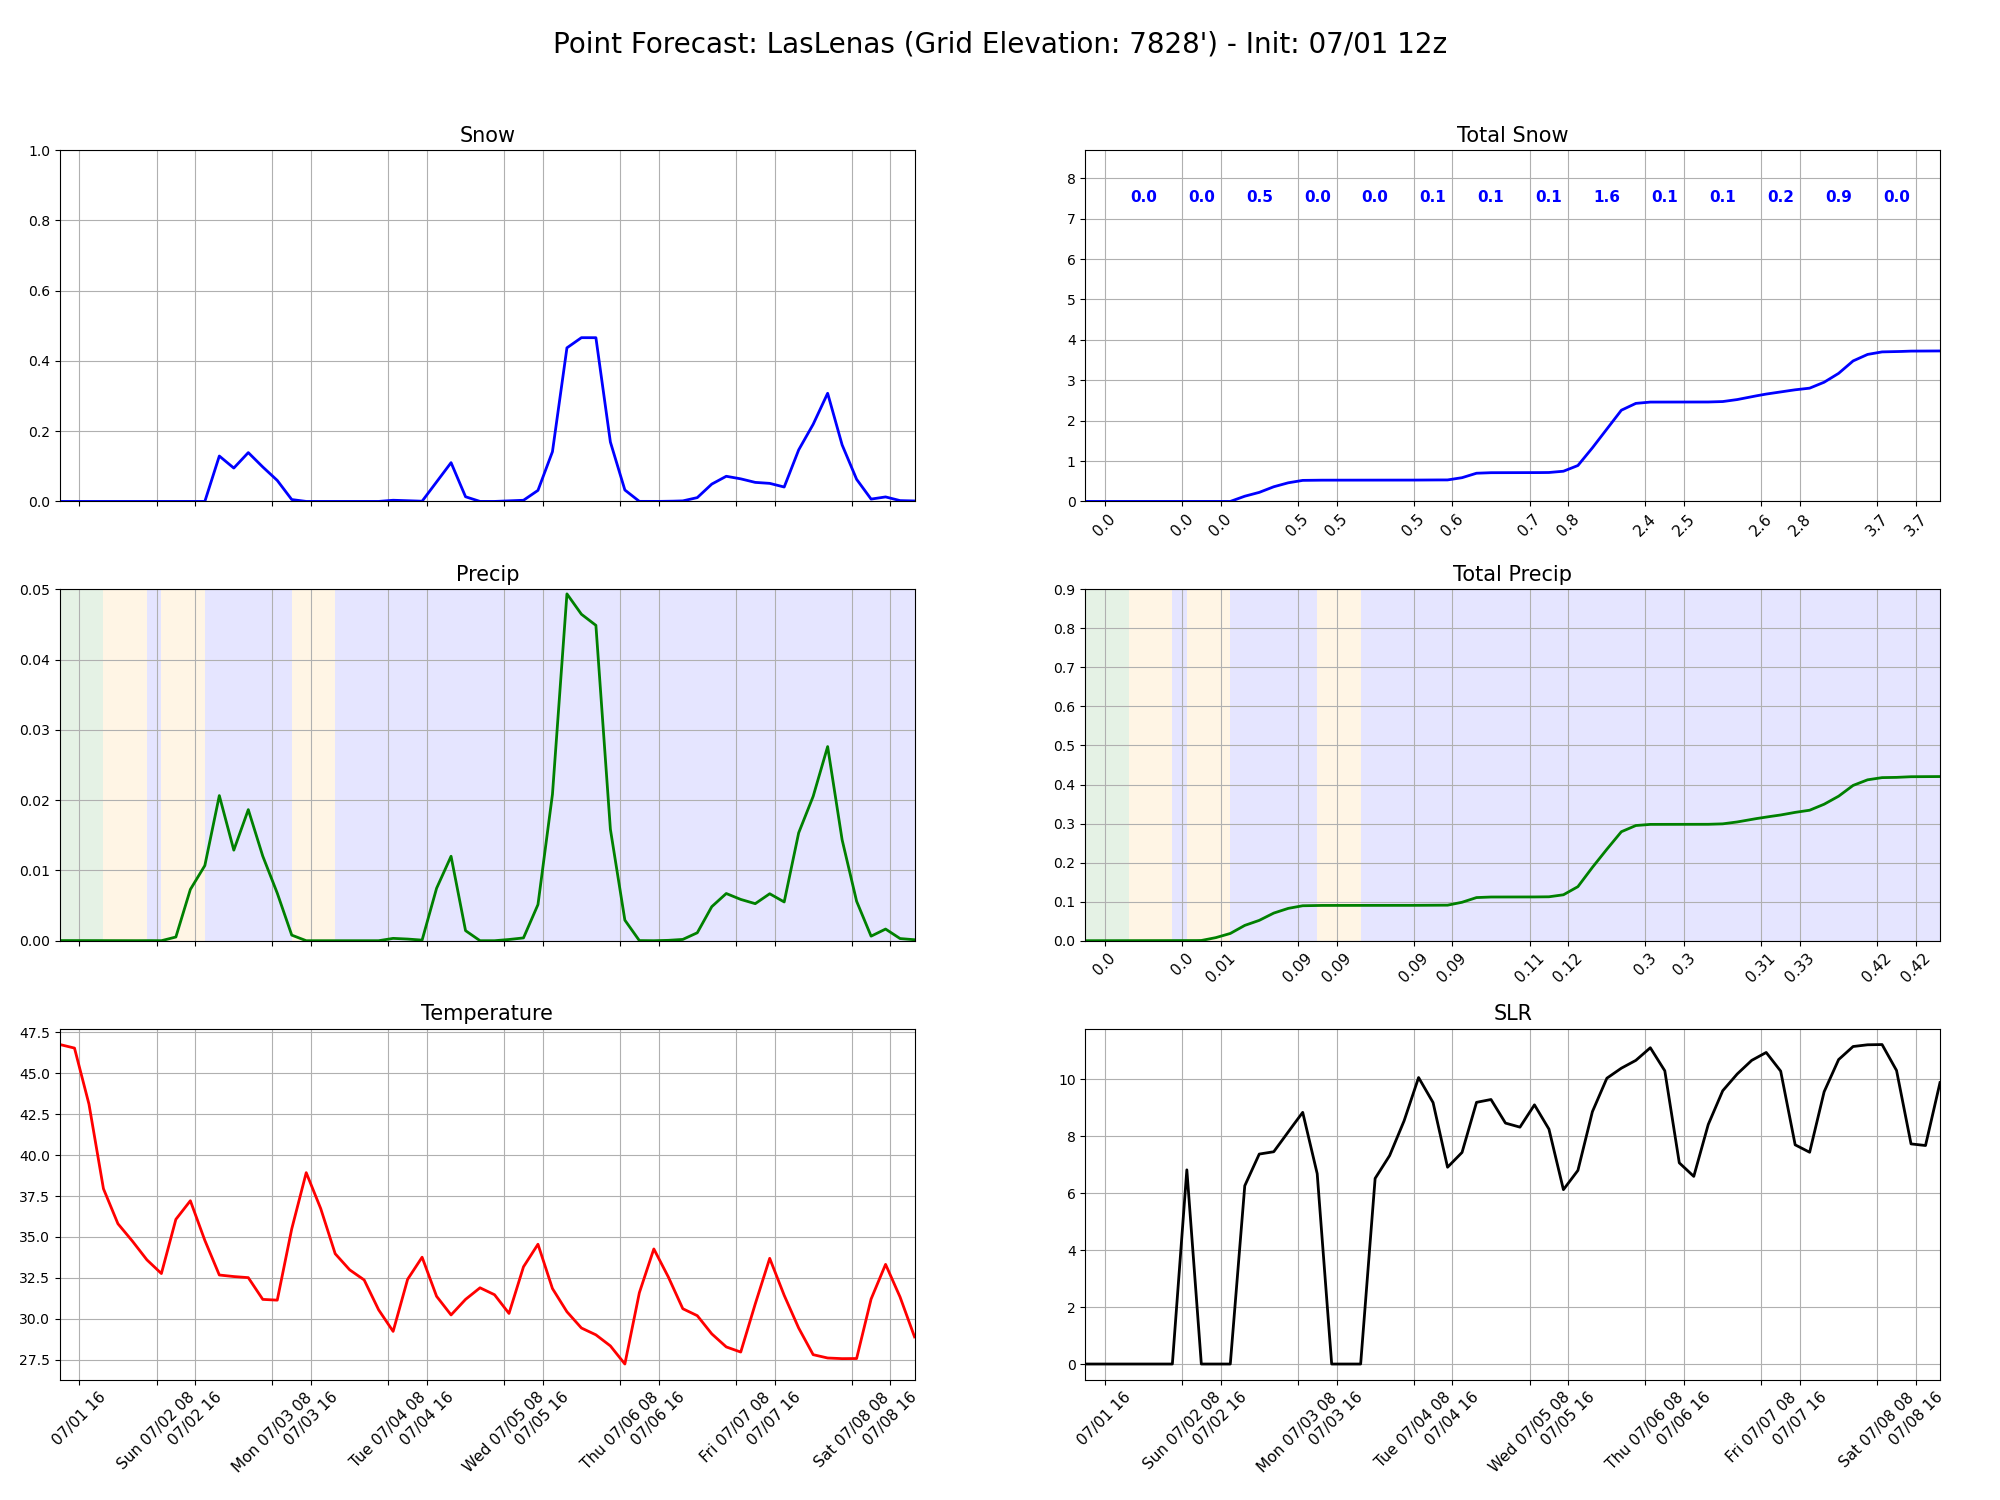 Point Forecast: LasLenas (Grid Elevation: 7828') - Init: 07/01 12z
Snow
1.0
0.8
0.6
0.4
0.2
0.0
Total Snow
8
7
6
5
4
3
2
1
0
0.0 0.0 0.5 0.0 0.0 0.1 0.1 0.1 1.6 0.1 0.1 0.2 0.9 0.0
0.0 0.0 0.0 0.5 0.5 0.5 0.6 0.7 0.8 2.4 2.5 2.6 2.8 3.7 3.7
Precip
0.05
0.04
0.03
0.02
0.01
0.00
Total Precip
0.9
0.8
0.7
0.6
0.5
0.4
0.3
0.2
0.1
0.0
0.0 0.0 0.01 0.09 0.09 0.09 0.09 0.11 0.12 0.3 0.3 0.31 0.33 0.42 0.42
Temperature
47.5
45.0
42.5
40.0
37.5
35.0
32.5
30.0
27.5
07/01 16
Sun 07/02 08
07/02 16
Mon 07/03 08
07/03 16
Tue 07/04 08
07/04 16
Wed 07/05 08
07/05 16
Thu 07/06 08
07/06 16
Fri 07/07 08
07/07 16
Sat 07/08 08
07/08 16
SLR
10
8
6
4
2
0
07/01 16
Sun 07/02 08
07/02 16
Mon 07/03 08
07/03 16
Tue 07/04 08
07/04 16
Wed 07/05 08
07/05 16
Thu 07/06 08
07/06 16
Fri 07/07 08
07/07 16
Sat 07/08 08
07/08 16